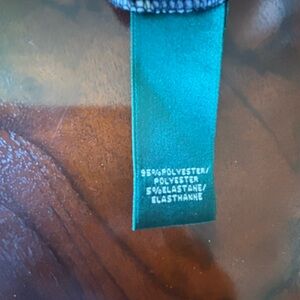 95%POLYESTER/
POLYESTER
5%ELASTANE/
ELASTHANNE